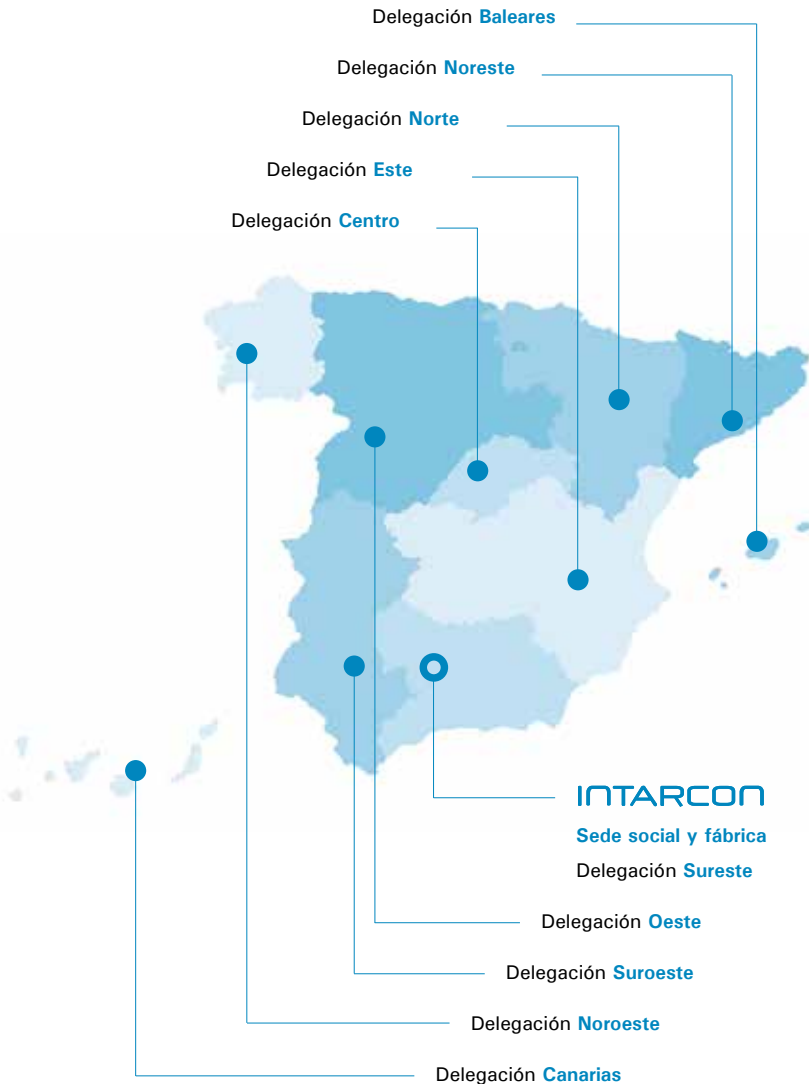 Delegación Baleares
Delegación Noreste
Delegación Norte
Delegación Este
Delegación Centro
INTARCON
Sede social y fábrica
Delegación Sureste
Delegación Oeste
Delegación Suroeste
Delegación Noroeste
Delegación Canarias